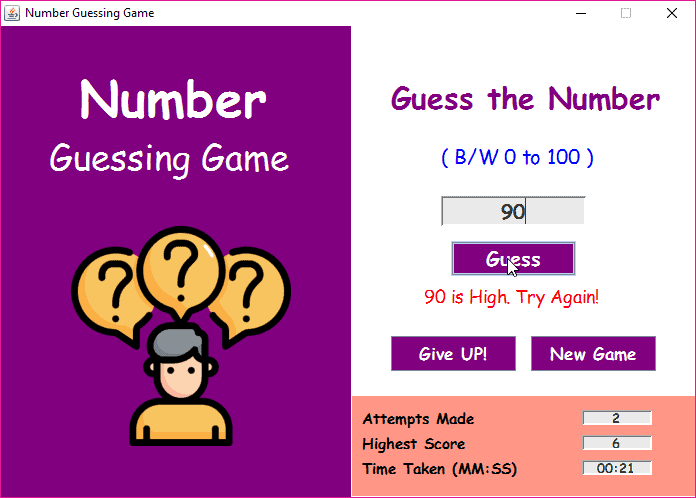 Number Guessing Game
Number
Guessing Game
? ? ?
Guess the Number
( B/W 0 to 100 )
90
Guess
90 is High. Try Again!
Give UP!
New Game
Attempts Made 2
Highest Score 6
Time Taken (MM:SS) 00:21